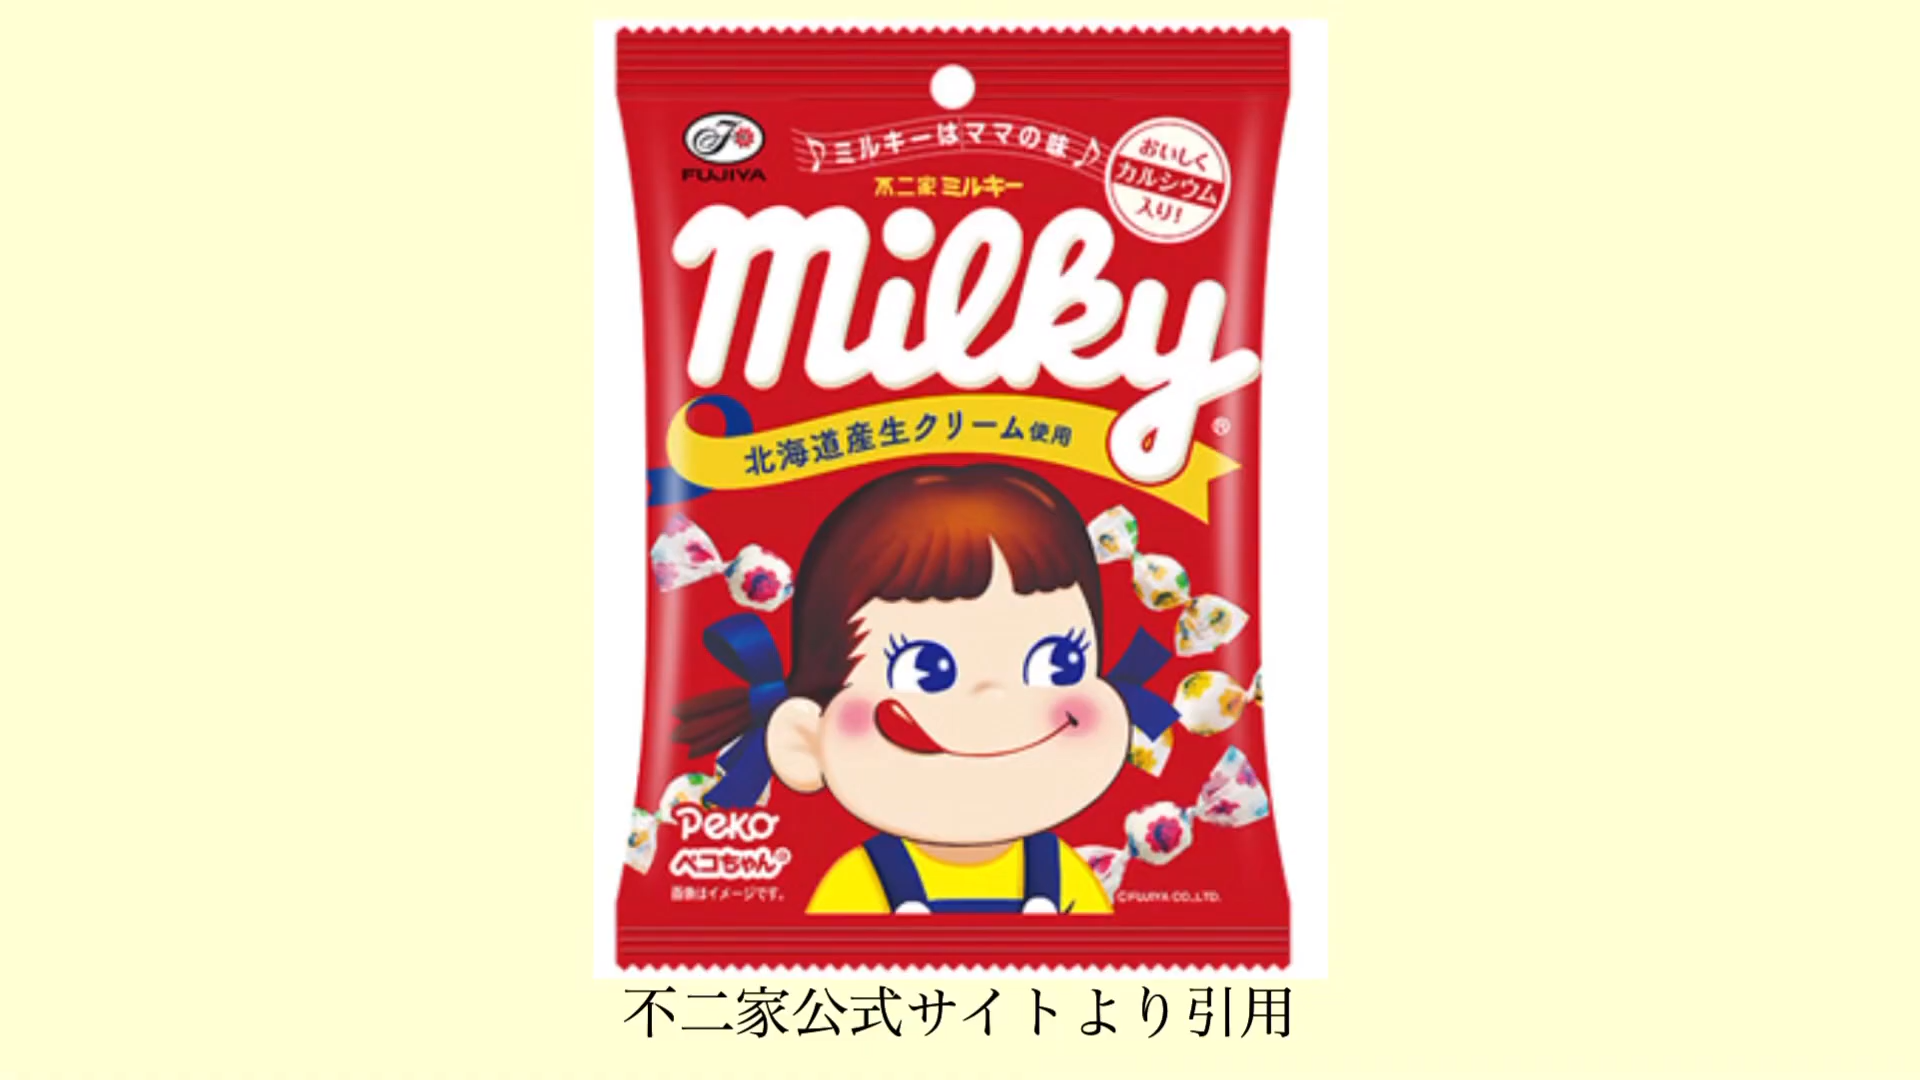 FUJIYA
♪ミルキーはママの味♪
おいしく
カルシウム
入り!
不二家 ミルキー
milky
®
北海道産生クリーム使用
Peko
ペコちゃん®
画像はイメージです。
©FUJIYA CO.,LTD.
不二家公式サイトより引用